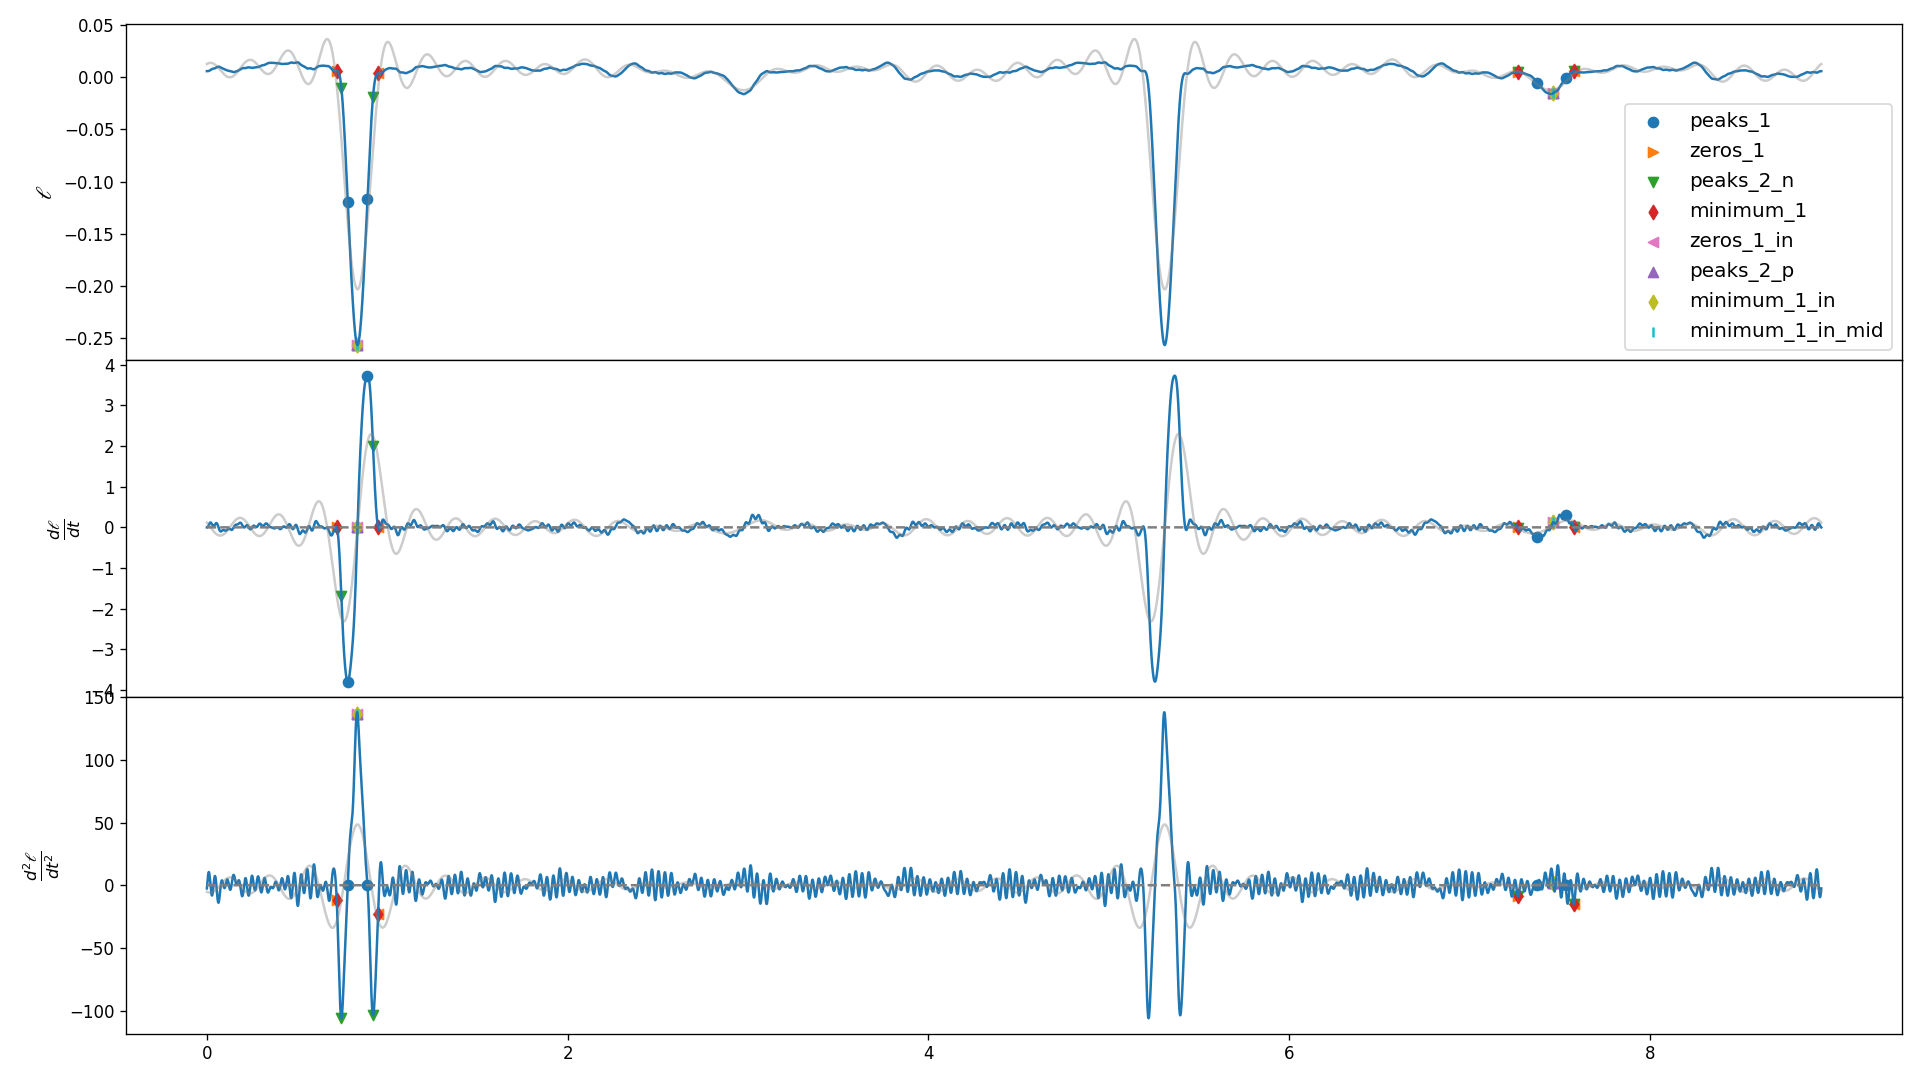 0.05
0.00
−0.05
−0.10
−0.15
−0.20
−0.25
ℓ
peaks_1
zeros_1
peaks_2_n
minimum_1
zeros_1_in
peaks_2_p
minimum_1_in
minimum_1_in_mid
4
3
2
1
0
−1
−2
−3
−4
dℓ
dt
150
100
50
0
−50
−100
d²ℓ
dt²
0 2 4 6 8